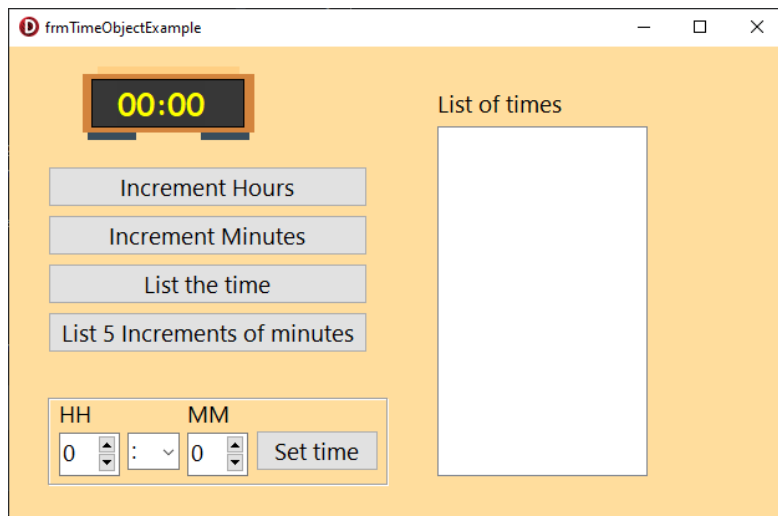 frmTimeObjectExample
00:00
List of times
Increment Hours
Increment Minutes
List the time
List 5 Increments of minutes
HH MM
0 : 0 Set time